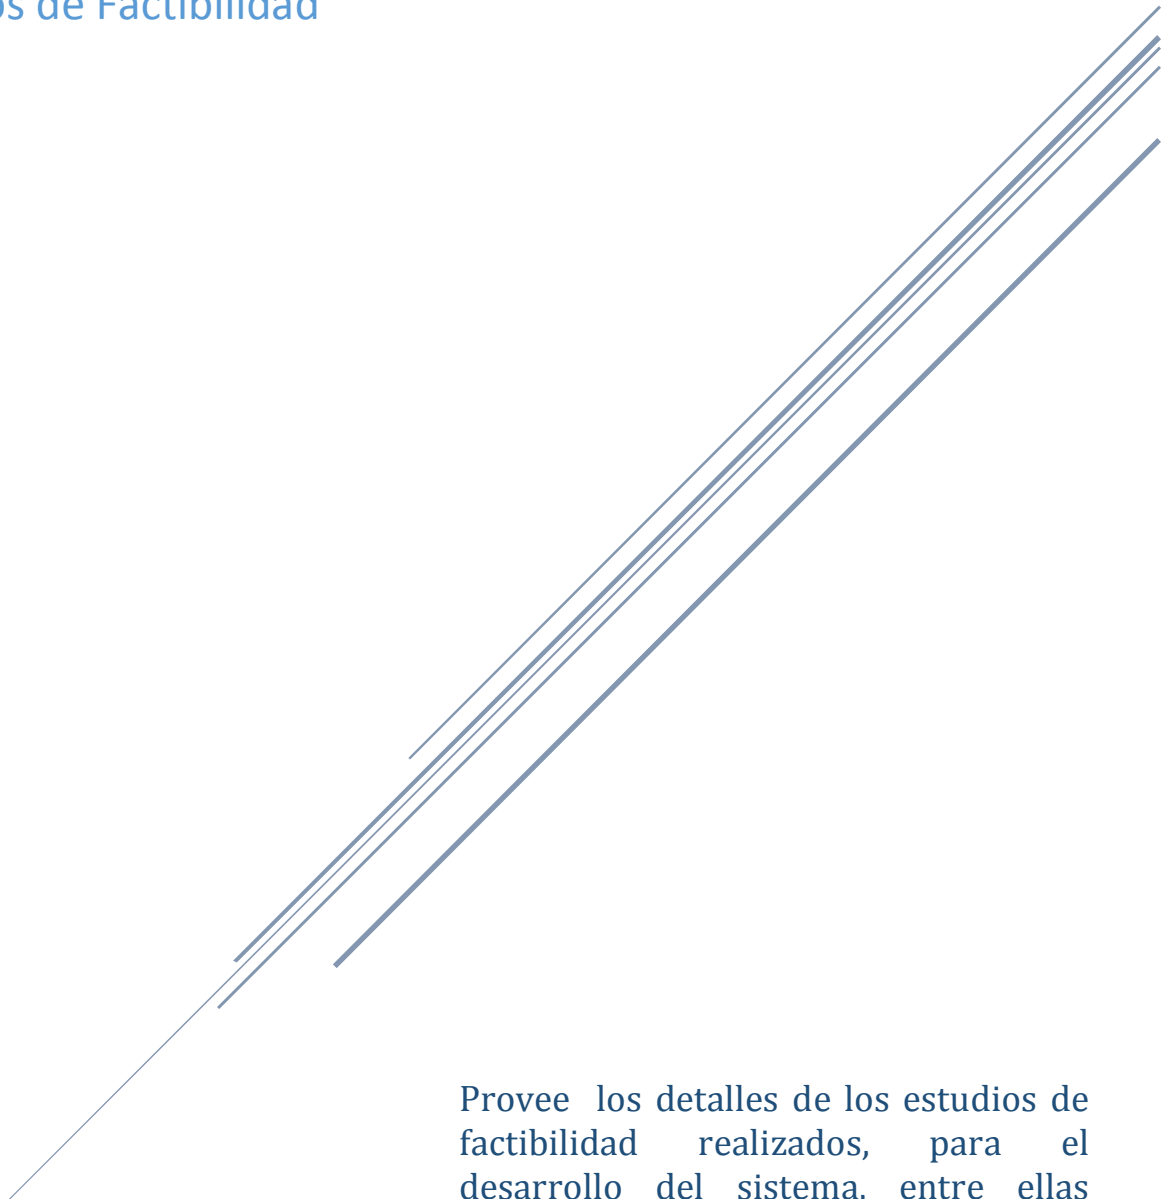 os de Factibilidad
Provee los detalles de los estudios de
factibilidad realizados, para el
desarrollo del sistema, entre ellas